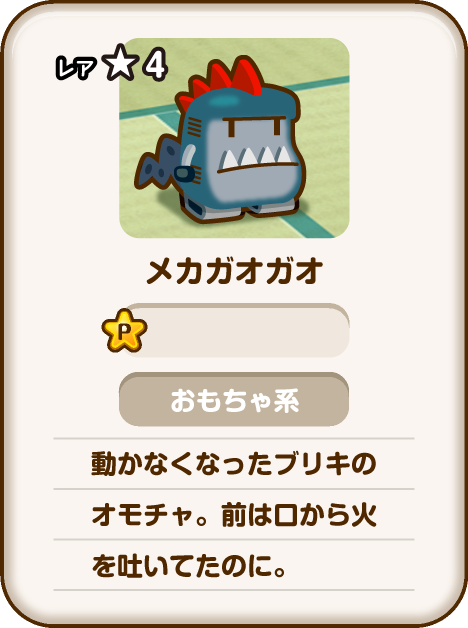 レア★4
メカガオガオ
P
おもちゃ系
動かなくなったブリキの
オモチャ。前は口から火
を吐いてたのに。